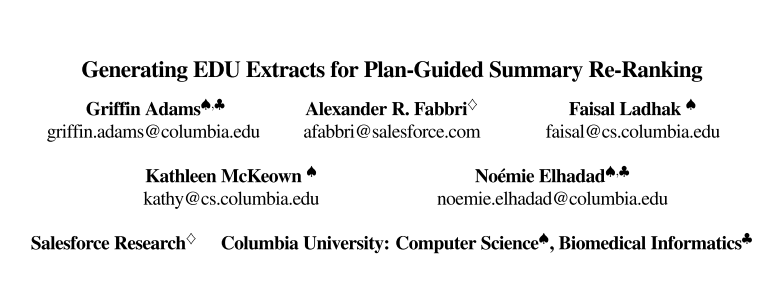 Generating EDU Extracts for Plan-Guided Summary Re-Ranking
Griffin Adams♠,♣ Alexander R. Fabbri♢ Faisal Ladhak ♠
griffin.adams@columbia.edu afabbri@salesforce.com faisal@cs.columbia.edu
Kathleen McKeown ♠ Noémie Elhadad♠,♣
kathy@cs.columbia.edu noemie.elhadad@columbia.edu
Salesforce Research♢ Columbia University: Computer Science♠, Biomedical Informatics♣